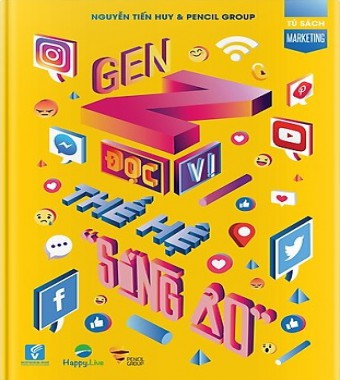 NGUYỄN TIẾN HUY & PENCIL GROUP
TỦ SÁCH
MARKETING
GEN
Z
ĐỌC VỊ
THẾ HỆ
"SỐNG ẢO"
Happy.Live
PENCIL
GROUP